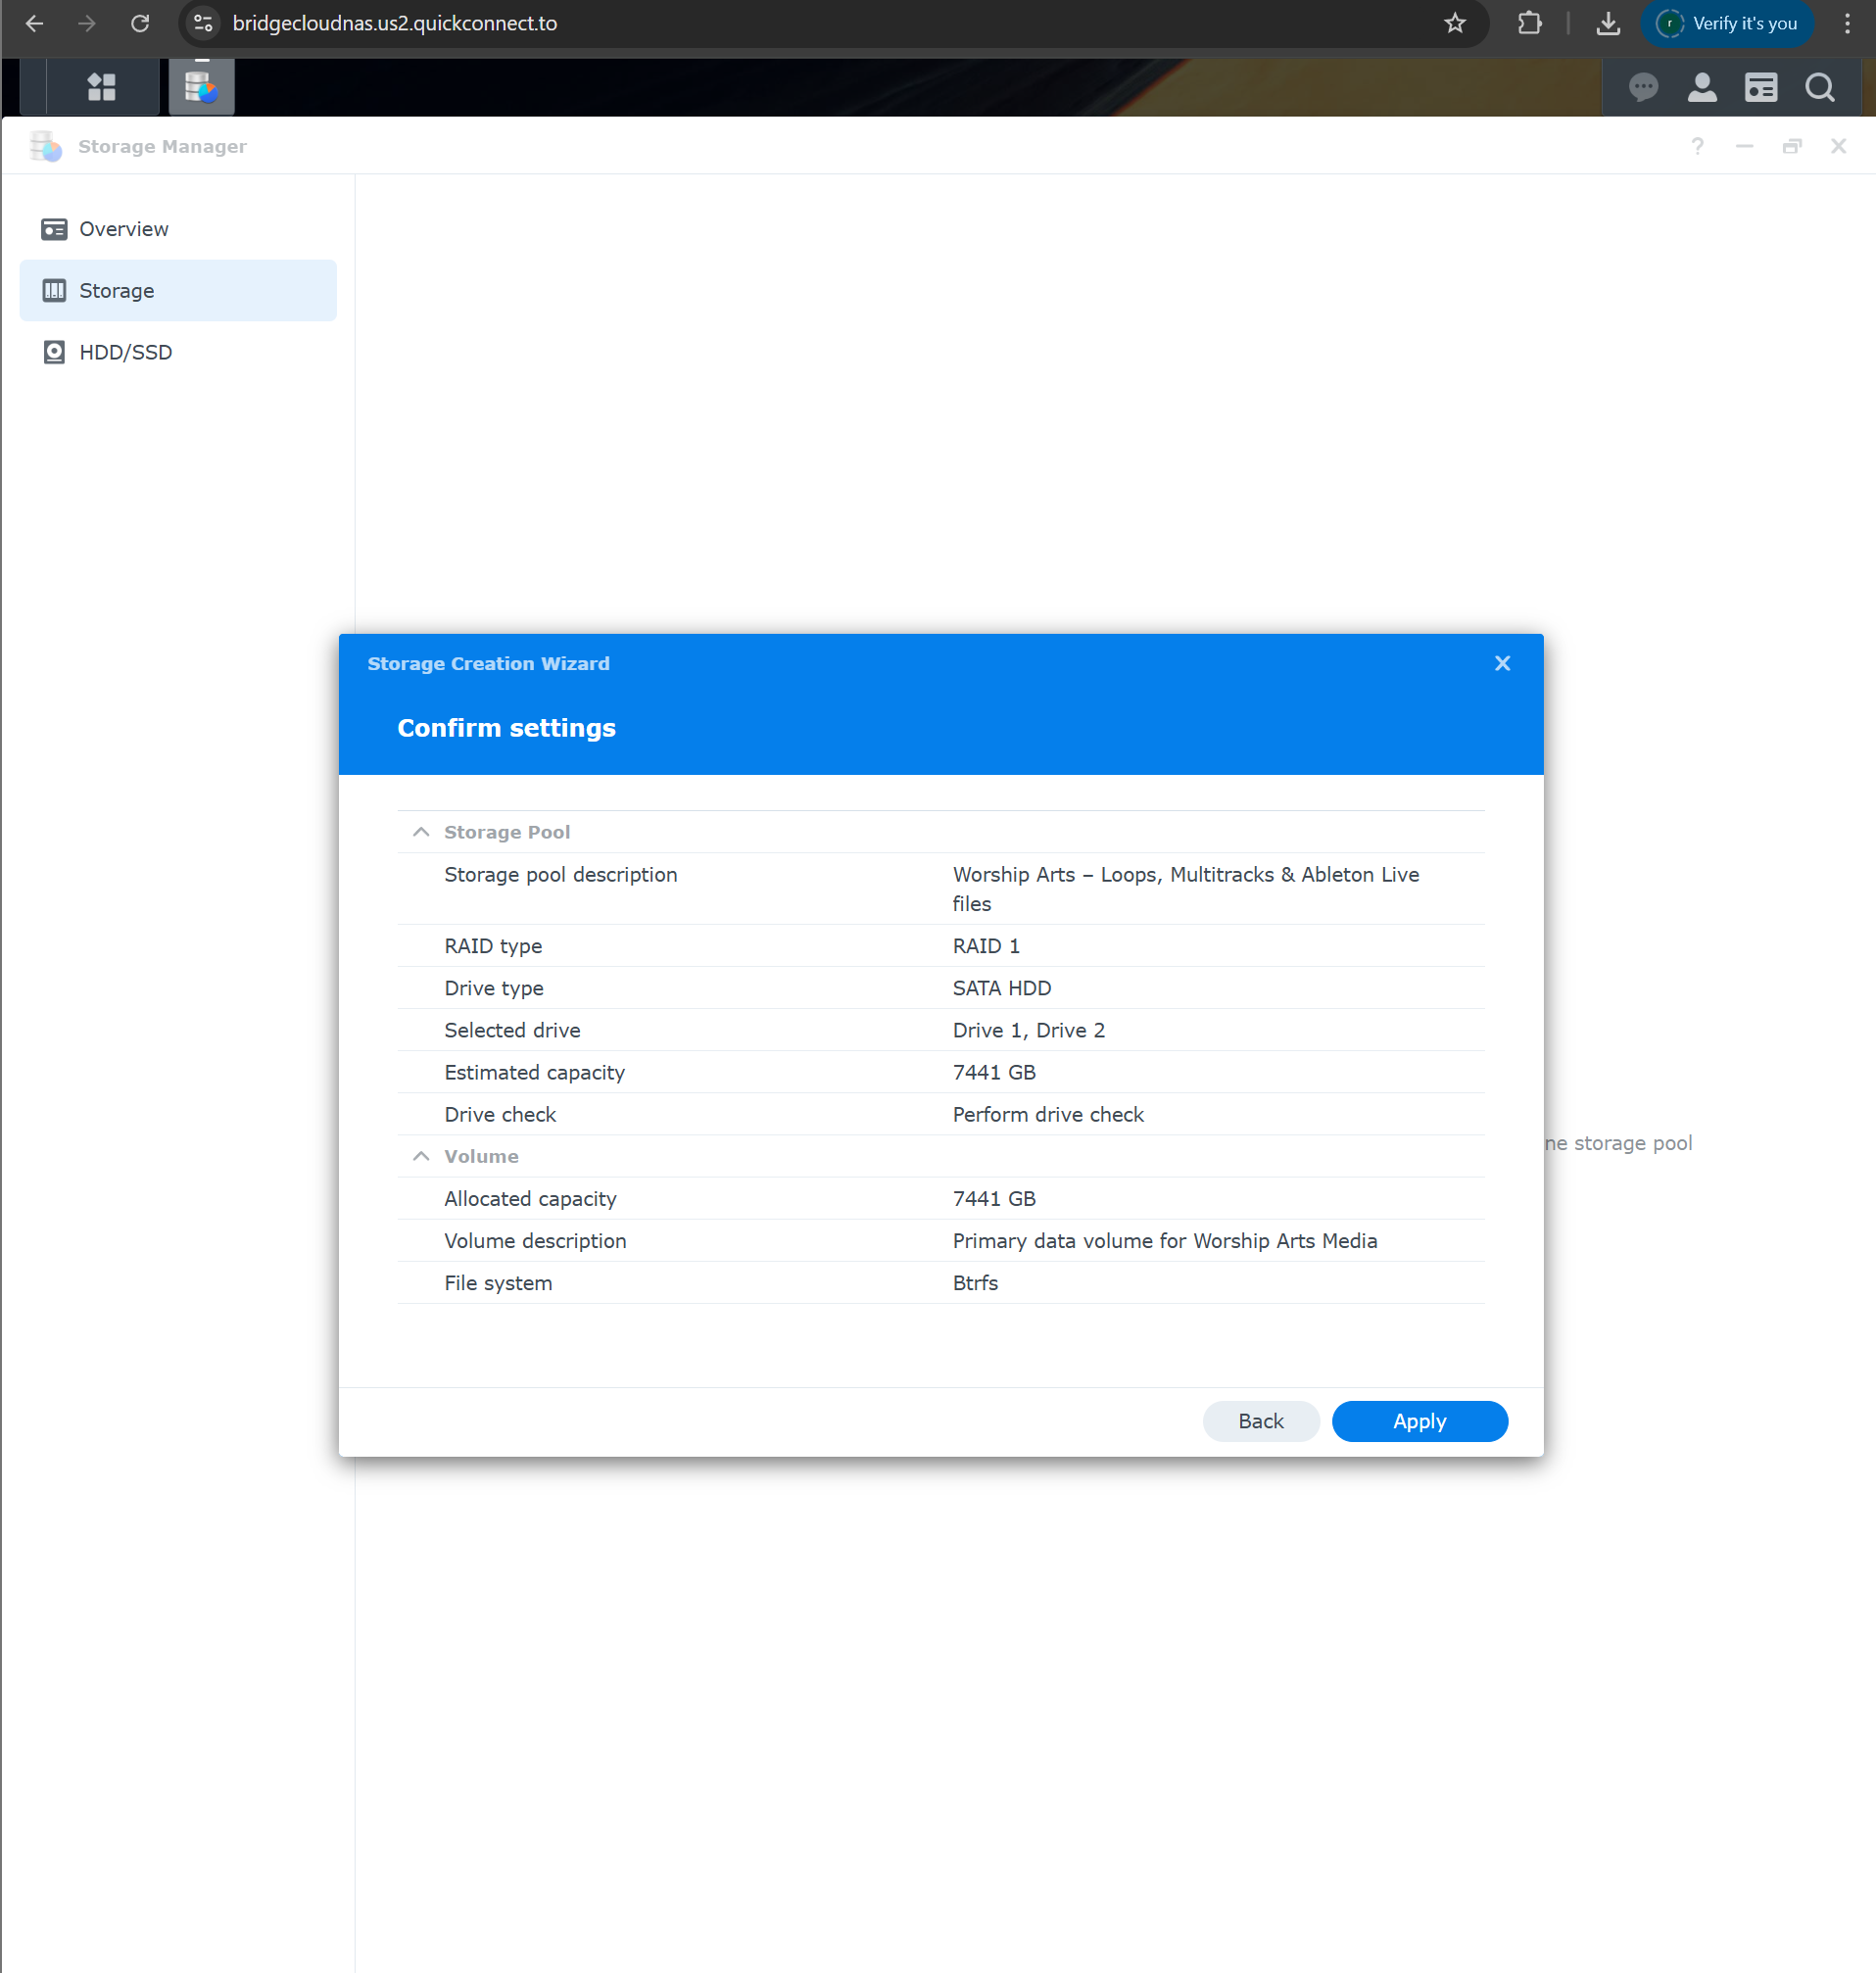 bridgecloudnas.us2.quickconnect.to
r
Verify it's you
Storage Manager
?
Overview
Storage
HDD/SSD
Storage Creation Wizard
Confirm settings
Storage Pool
Storage pool description
Worship Arts – Loops, Multitracks & Ableton Live
files
RAID type
RAID 1
Drive type
SATA HDD
Selected drive
Drive 1, Drive 2
Estimated capacity
7441 GB
Drive check
Perform drive check
ne storage pool
Volume
Allocated capacity
7441 GB
Volume description
Primary data volume for Worship Arts Media
File system
Btrfs
Back
Apply